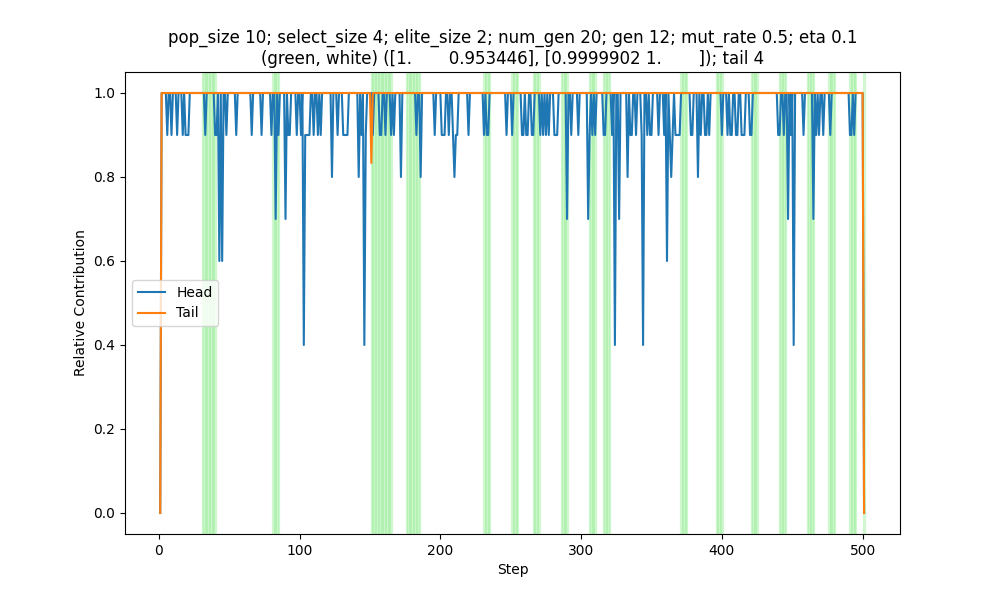 pop_size 10; select_size 4; elite_size 2; num_gen 20; gen 12; mut_rate 0.5; eta 0.1
(green, white) ([1.       0.953446], [0.9999902 1.       ]); tail 4
1.0
0.8
0.6
0.4
0.2
0.0
Relative Contribution
Head
Tail
0
100
200
300
400
500
Step